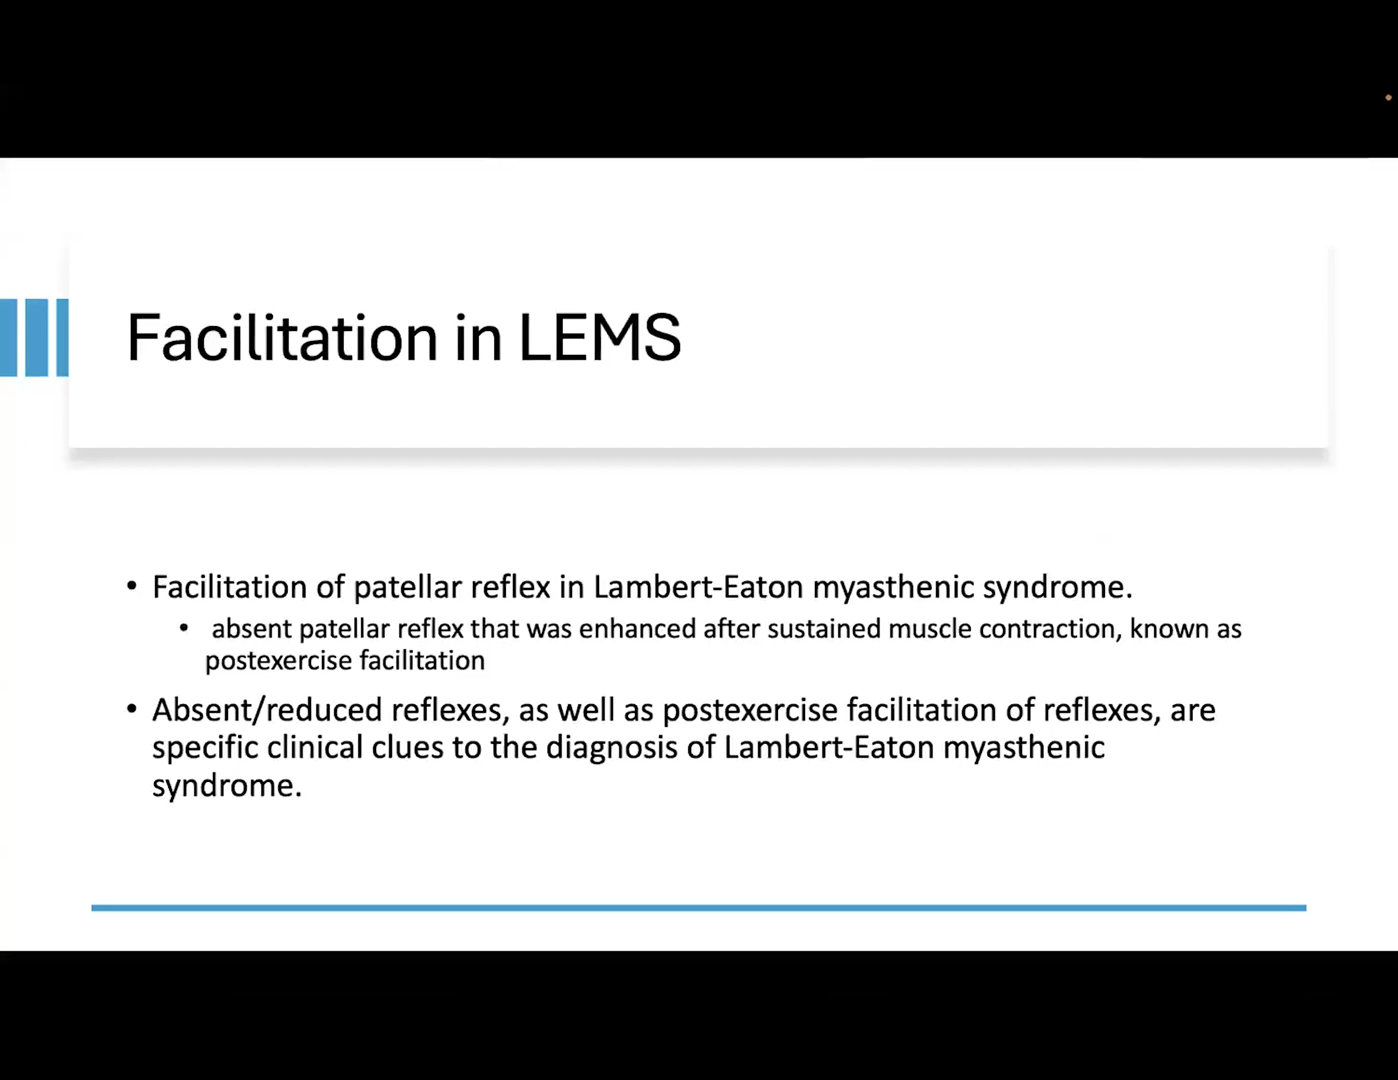 Facilitation in LEMS
• Facilitation of patellar reflex in Lambert-Eaton myasthenic syndrome.
• absent patellar reflex that was enhanced after sustained muscle contraction, known as
postexercise facilitation
• Absent/reduced reflexes, as well as postexercise facilitation of reflexes, are
specific clinical clues to the diagnosis of Lambert-Eaton myasthenic
syndrome.